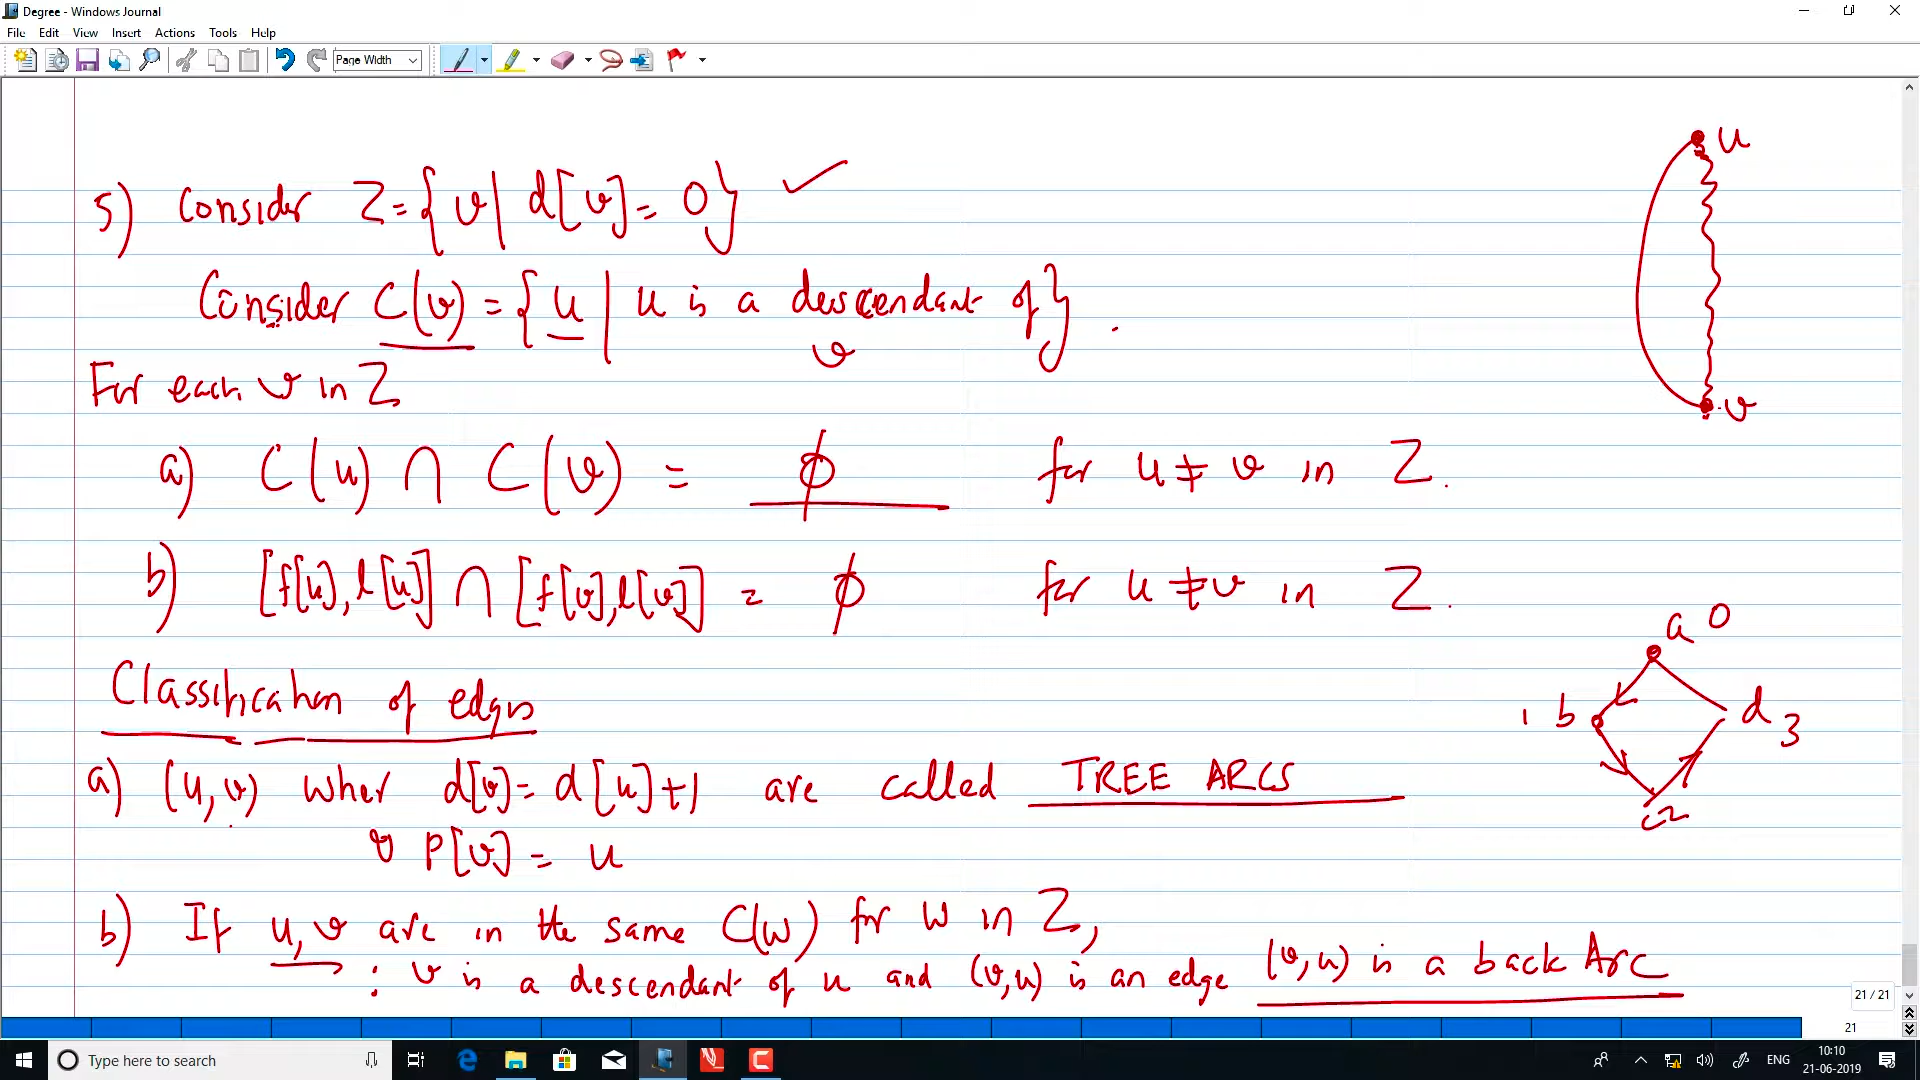 Degree - Windows Journal
File Edit View Insert Actions Tools Help
Page Width
5) Consider Z = { v | d[v] = 0 } ✓
Consider C(v) = { u | u is a descendant of }
v
For each v in Z
a) C(u) ∩ C(v) = ϕ for u ≠ v in Z.
b) [f[u], l[u]] ∩ [f[v], l[v]] = ϕ for u ≠ v in Z.
Classification of edges
a) (u,v) where d[v] = d[u]+1 are called TREE ARCS
P[v] = u
b) If u, v are in the same C(w) for w in Z,
: v is a descendant of u and (v,u) is an edge (v,u) is a back Arc
u
v
a 0
1 b
d 3
c 2
21 / 21
21
Type here to search
ENG
10:10
21-06-2019